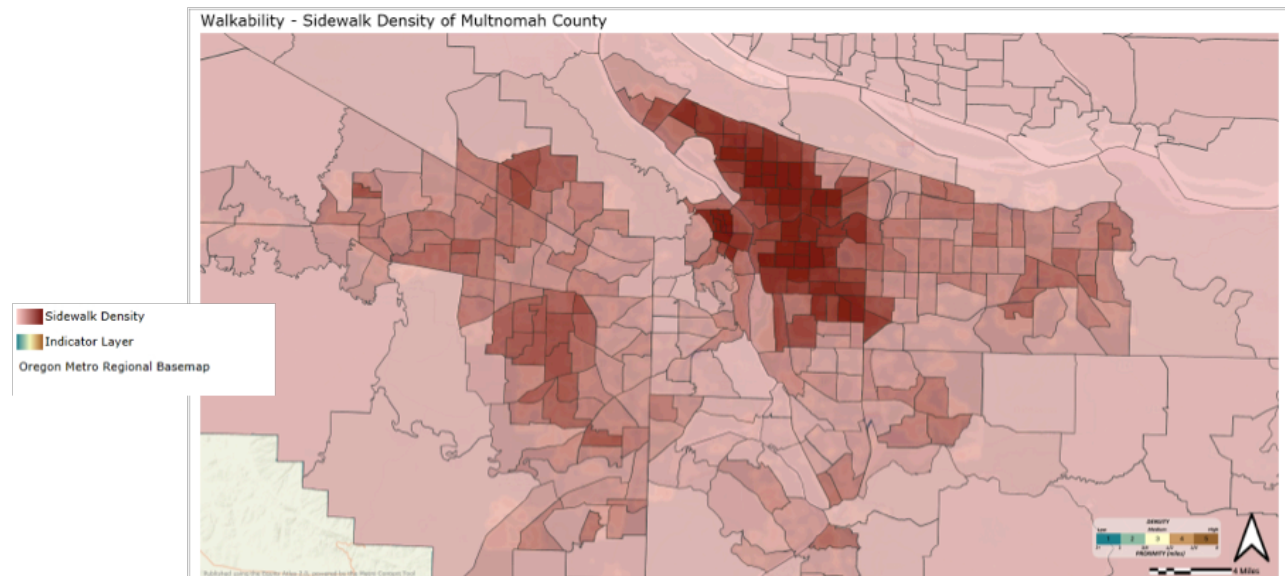 Walkability - Sidewalk Density of Multnomah County
Sidewalk Density
Indicator Layer
Oregon Metro Regional Basemap
DENSITY
Low Medium High
1 2 3 4 5
PROXIMITY (miles)
4 Miles